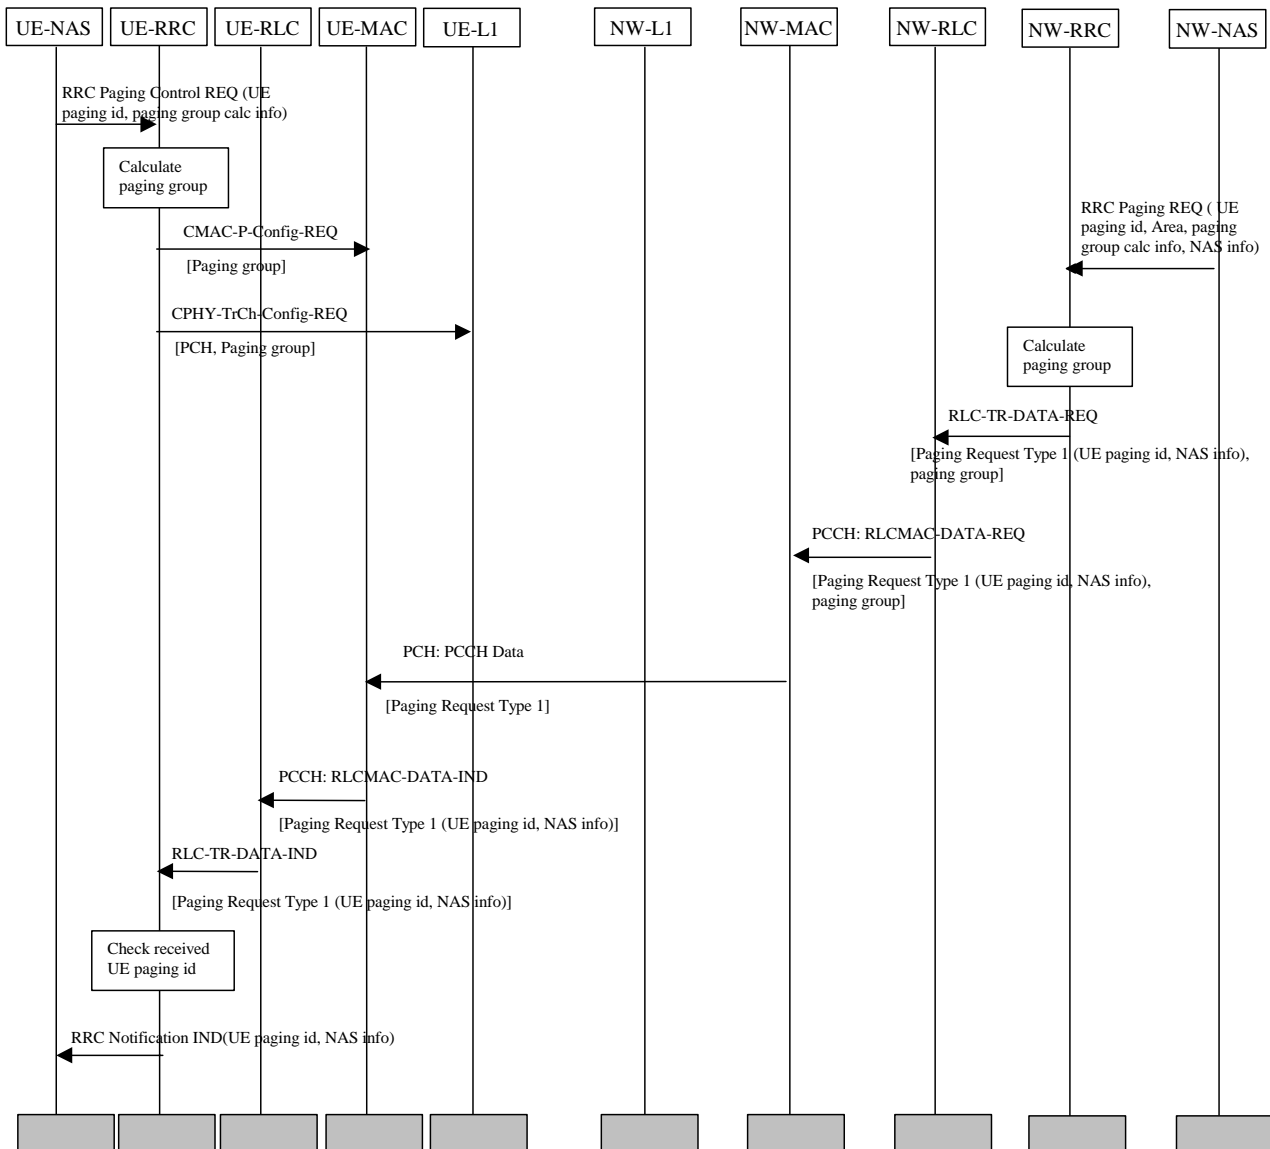 UE-NAS
UE-RRC
UE-RLC
UE-MAC
UE-L1
NW-L1
NW-MAC
NW-RLC
NW-RRC
NW-NAS
RRC Paging Control REQ (UE
paging id, paging group calc info)
Calculate
paging group
RRC Paging REQ ( UE
paging id, Area, paging
group calc info, NAS info)
CMAC-P-Config-REQ
[Paging group]
CPHY-TrCh-Config-REQ
[PCH, Paging group]
Calculate
paging group
RLC-TR-DATA-REQ
[Paging Request Type 1 (UE paging id, NAS info),
paging group]
PCCH: RLCMAC-DATA-REQ
[Paging Request Type 1 (UE paging id, NAS info),
paging group]
PCH: PCCH Data
[Paging Request Type 1]
PCCH: RLCMAC-DATA-IND
[Paging Request Type 1 (UE paging id, NAS info)]
RLC-TR-DATA-IND
[Paging Request Type 1 (UE paging id, NAS info)]
Check received
UE paging id
RRC Notification IND(UE paging id, NAS info)